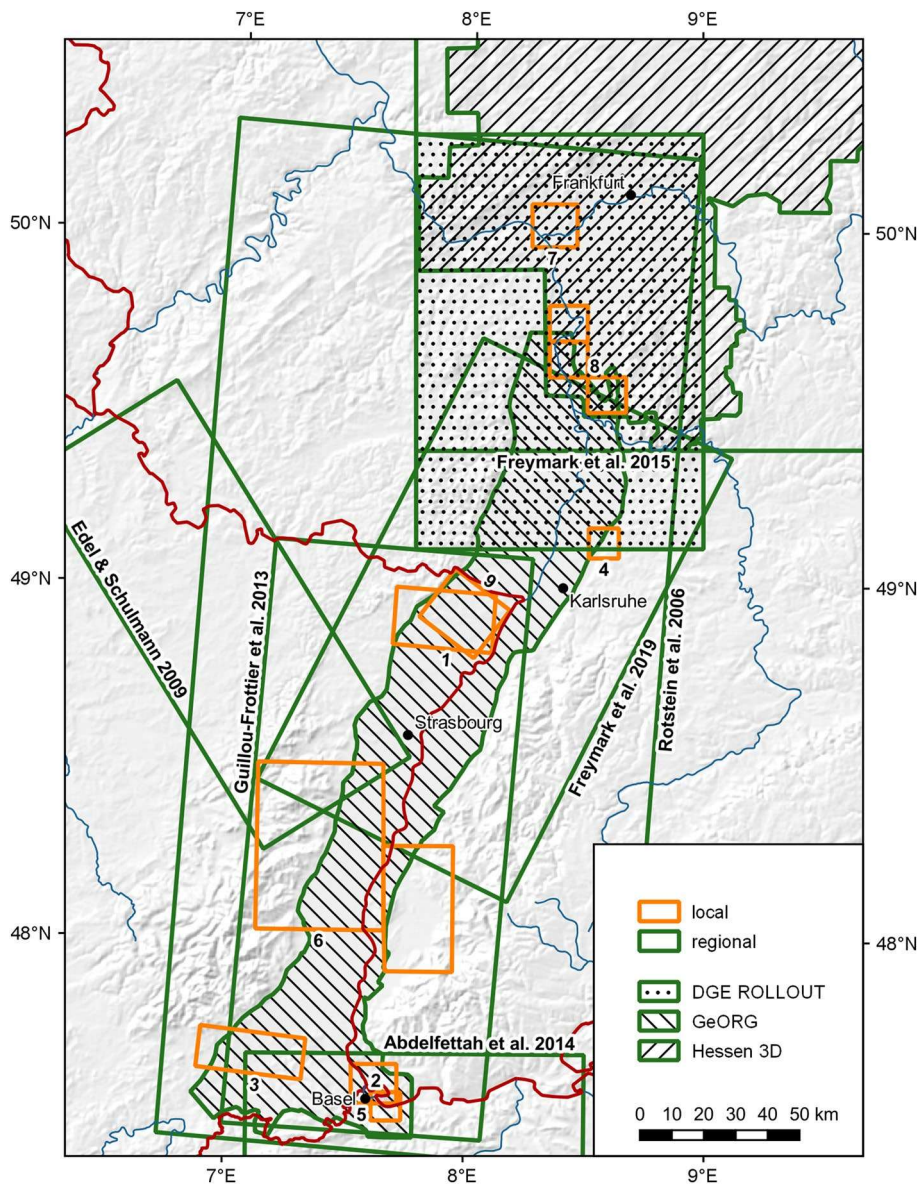 7°E 8°E 9°E
Frankfurt
50°N 50°N
7
8
Freymark et al. 2015
Edel & Schulmann 2009
49°N 49°N
9
4
Karlsruhe
Guillou-Frottier et al. 2013
1
Freymark et al. 2019
Rotstein et al. 2006
Strasbourg
local
regional
48°N 48°N
6
DGE ROLLOUT
GeORG
Hessen 3D
Abdelfettah et al. 2014
3
2
Basel
5
0 10 20 30 40 50 km
7°E 8°E 9°E